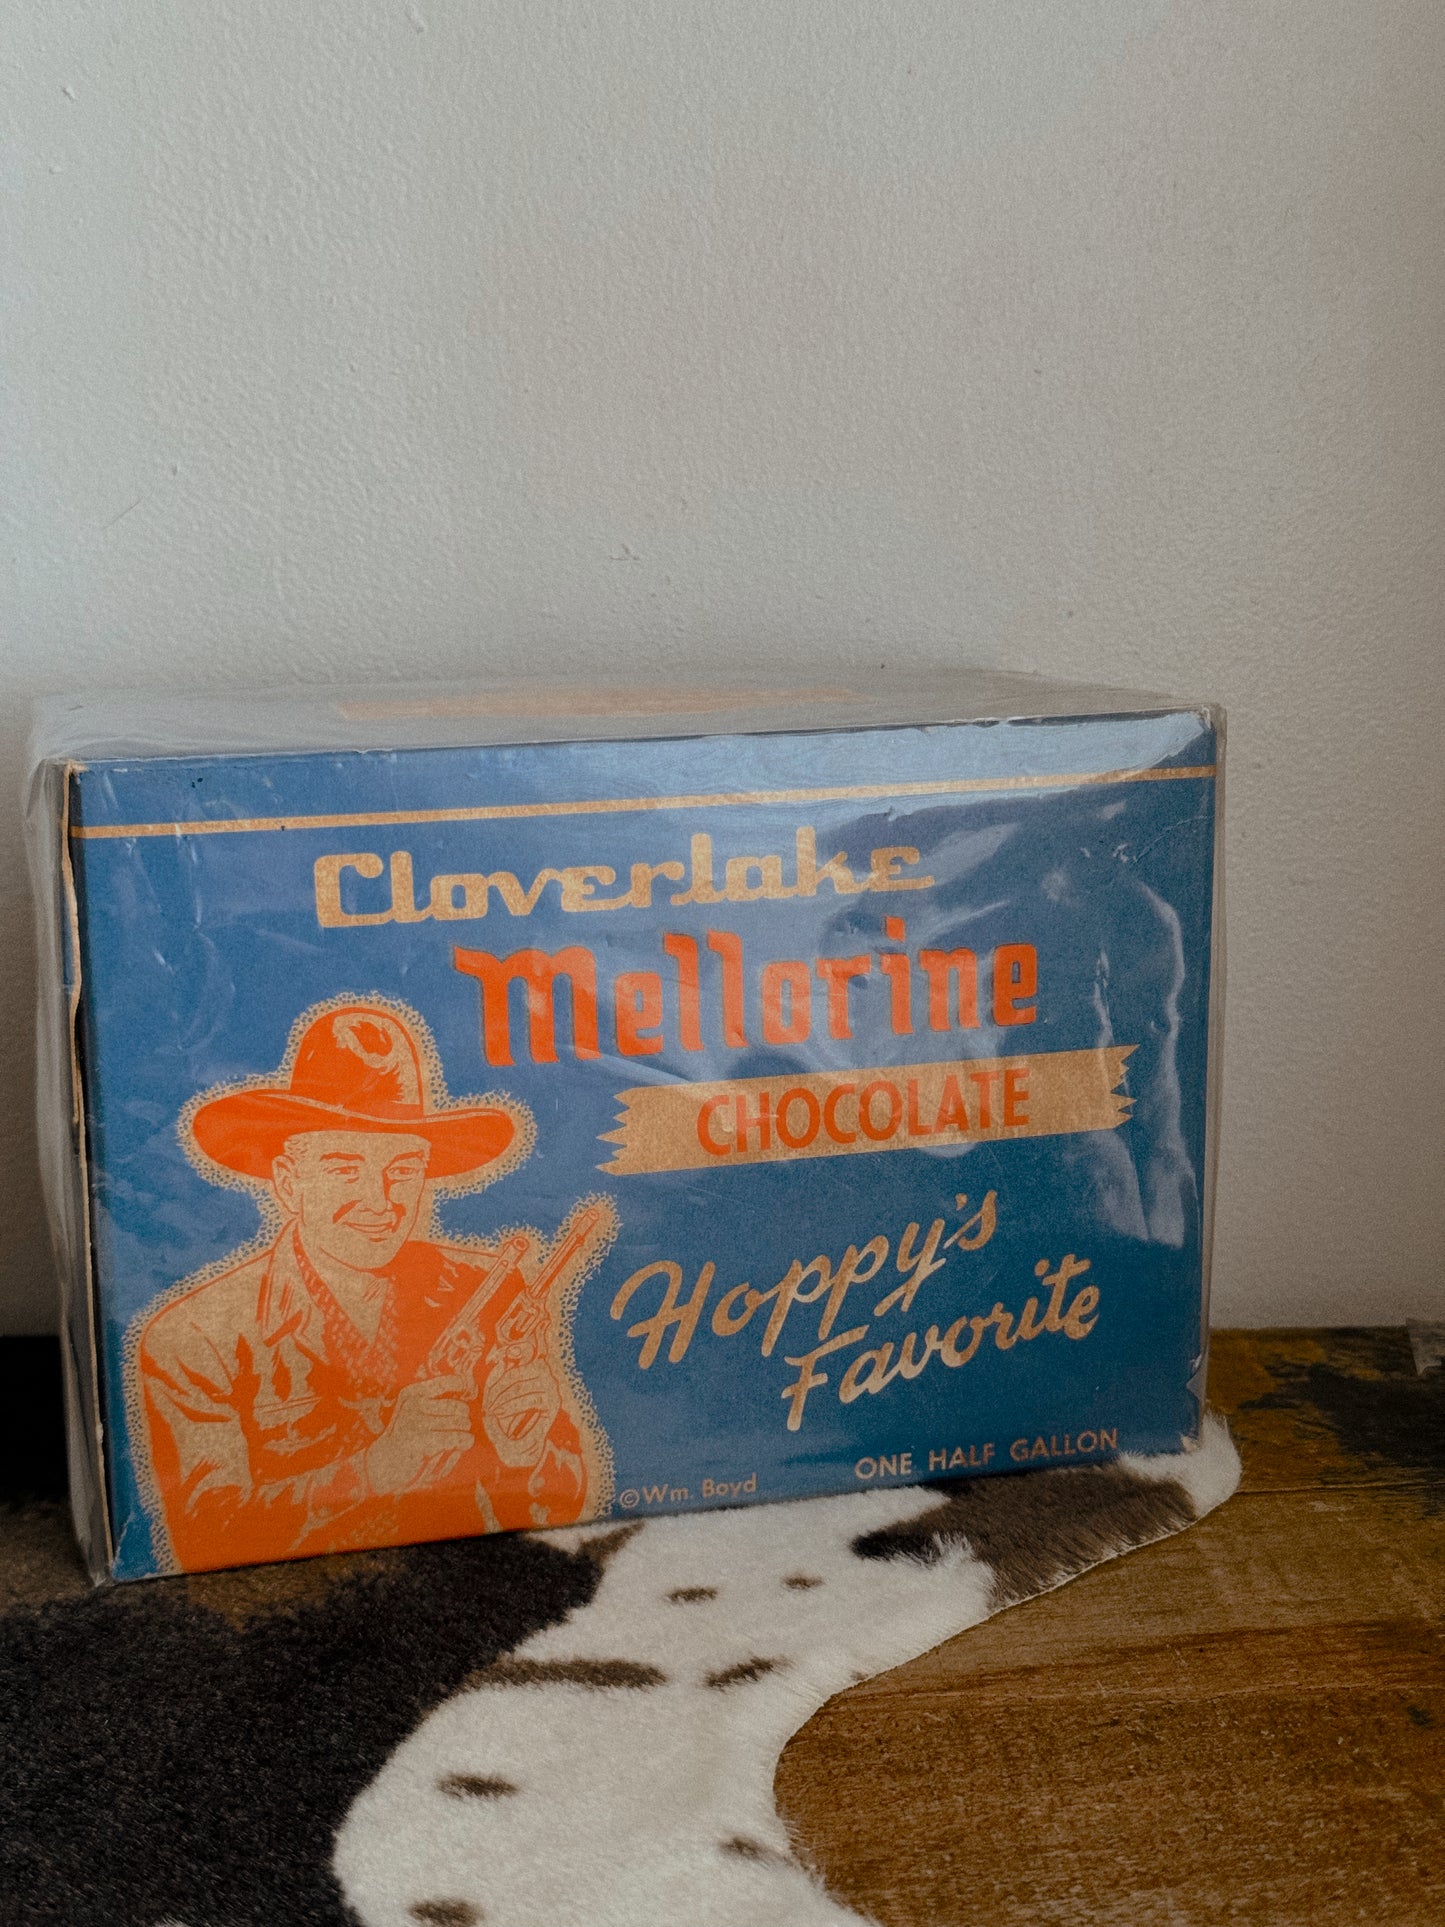 Cloverlake
Mellorine
CHOCOLATE
Hoppy's
Favorite
ONE HALF GALLON
©Wm. Boyd